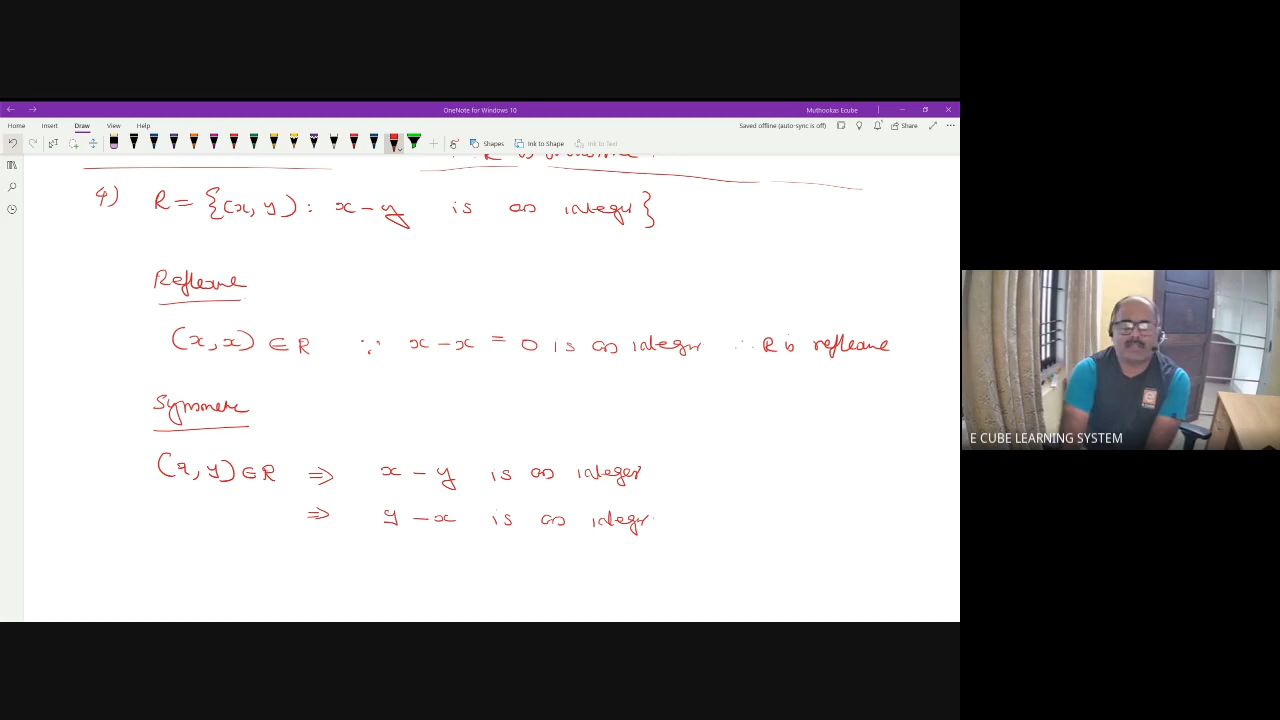 OneNote for Windows 10
Muthookas Ecube
Home Insert Draw View Help
Saved offline (auto-sync is off)
Share
Shapes
Ink to Shape
Ink to Text
4) R = {(x, y) : x - y is an integer}
Reflexive
(x, x) ∈ R ∵ x - x = 0 is an integer ∴ R is reflexive
Symmetric
(x, y) ∈ R ⇒ x - y is an integer
⇒ y - x is an integer
E CUBE LEARNING SYSTEM